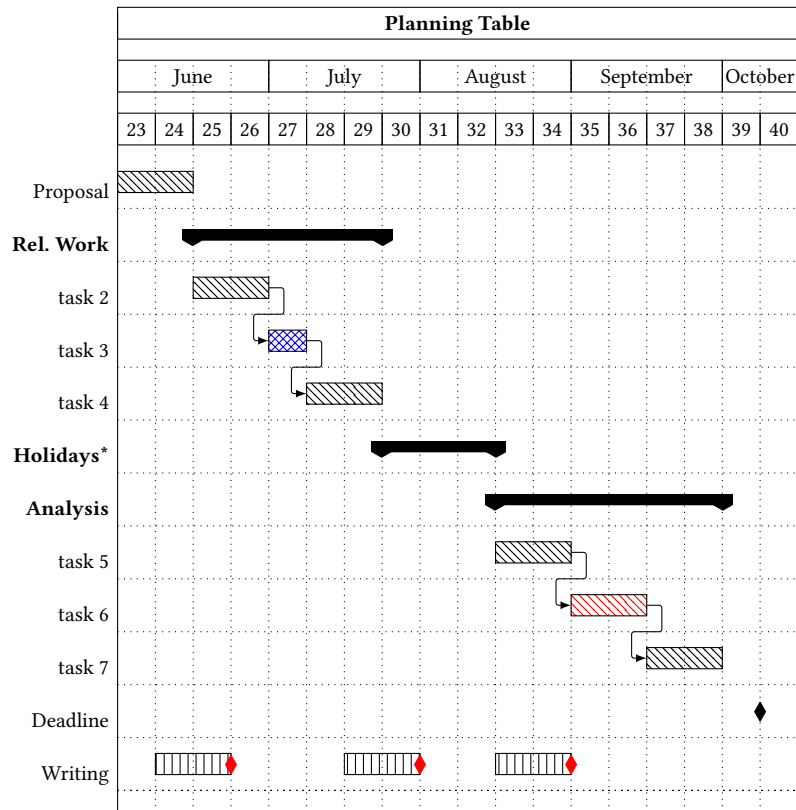 Planning Table
June July August September October
23 24 25 26 27 28 29 30 31 32 33 34 35 36 37 38 39 40
Proposal
Rel. Work
task 2
task 3
task 4
Holidays*
Analysis
task 5
task 6
task 7
Deadline
Writing